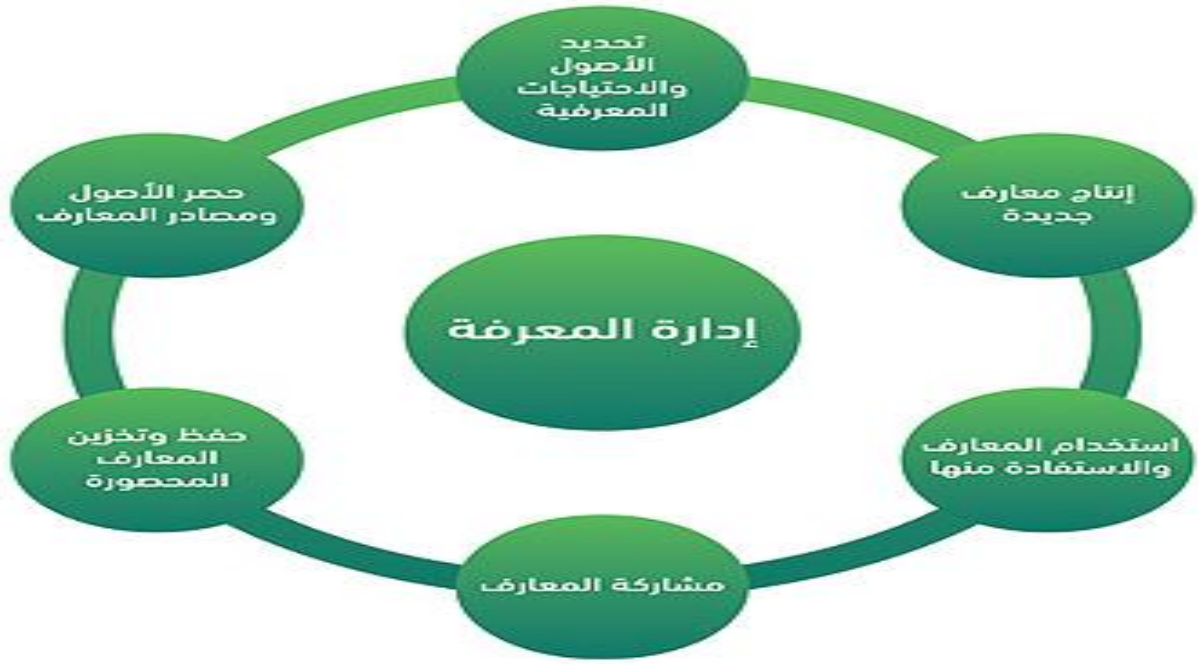 تحديد
الأصول
والاحتياجات
المعرفية
إنتاج معارف
جديدة
حصر الأصول
ومصادر المعارف
إدارة المعرفة
استخدام المعارف
والاستفادة منها
حفظ وتخزين
المعارف
المحصورة
مشاركة المعارف